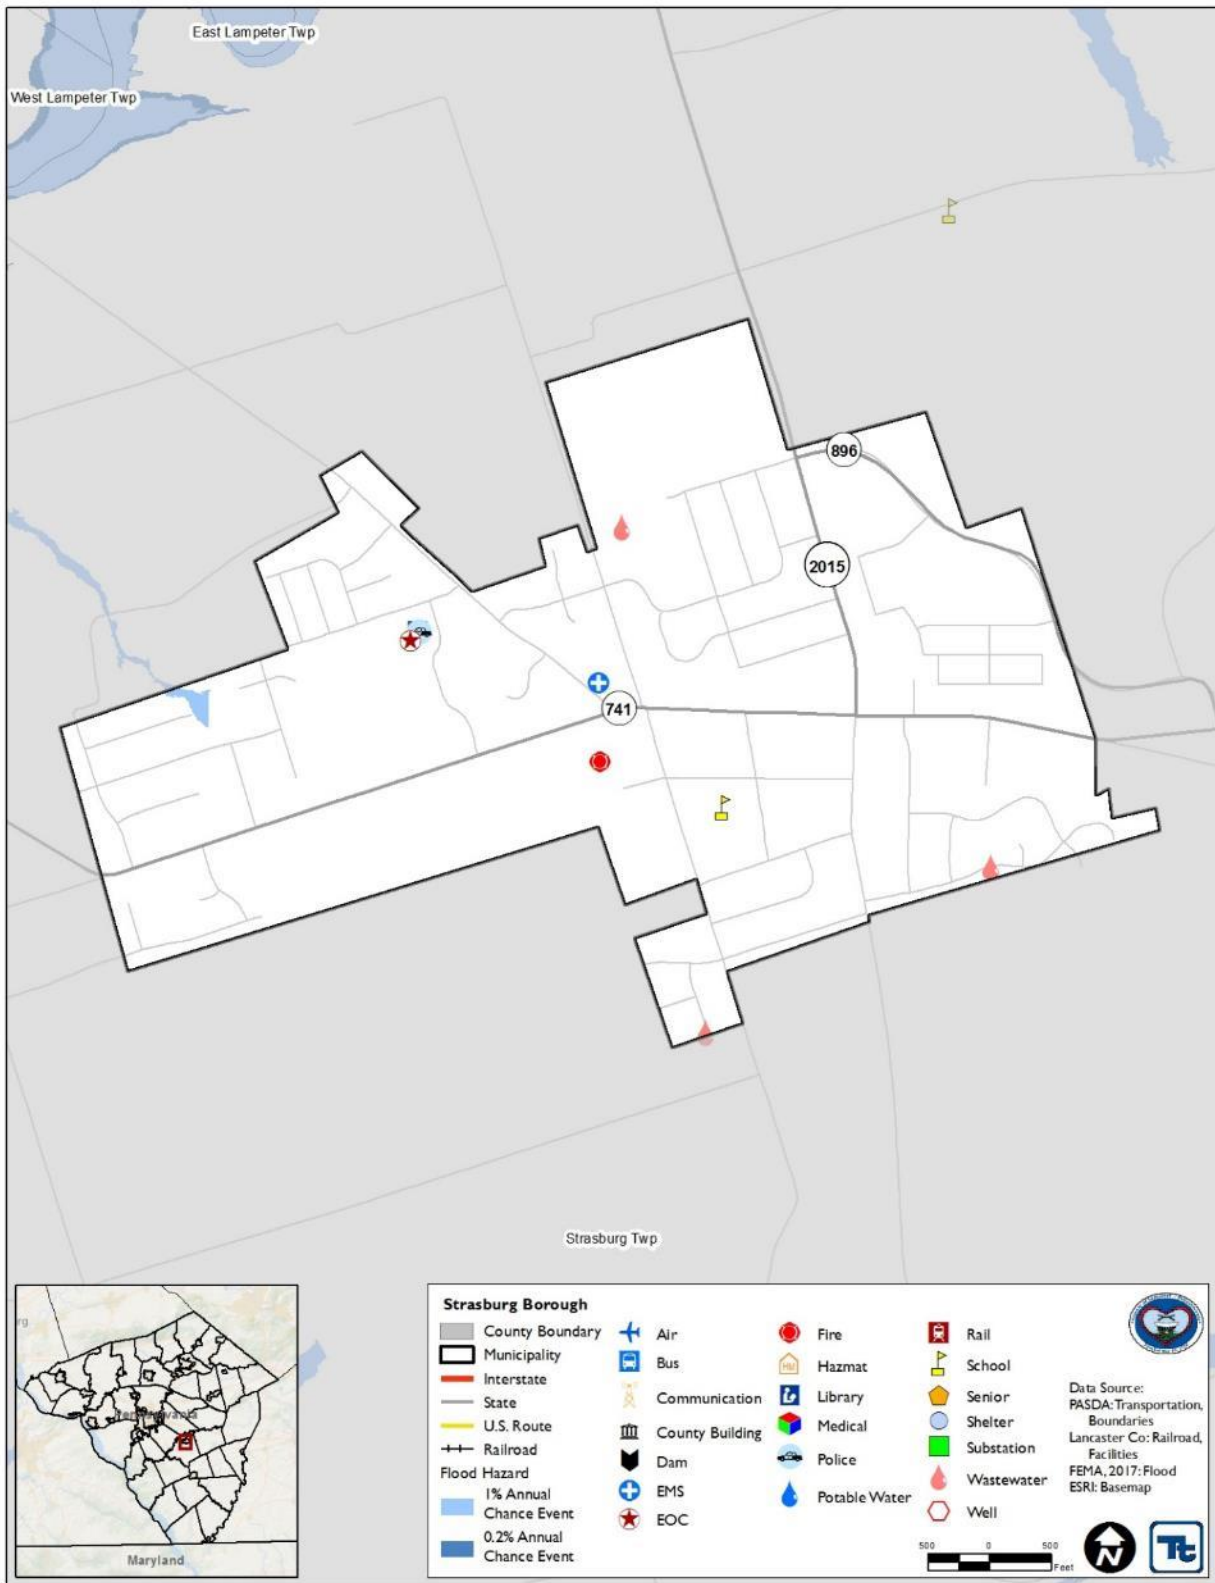 East Lampeter Twp
West Lampeter Twp
896
2015
741
Strasburg Twp
rg
Pennsylvania
Maryland
Strasburg Borough
County Boundary
Municipality
Interstate
State
U.S. Route
Railroad
Flood Hazard
1% Annual
Chance Event
0.2% Annual
Chance Event
Air
Bus
Communication
County Building
Dam
EMS
EOC
Fire
Hazmat
Library
Medical
Police
Potable Water
Rail
School
Senior
Shelter
Substation
Wastewater
Well
Data Source:
PASDA: Transportation,
Boundaries
Lancaster Co: Railroad,
Facilities
FEMA, 2017: Flood
ESRI: Basemap
500 0 500
Feet
N
Tt